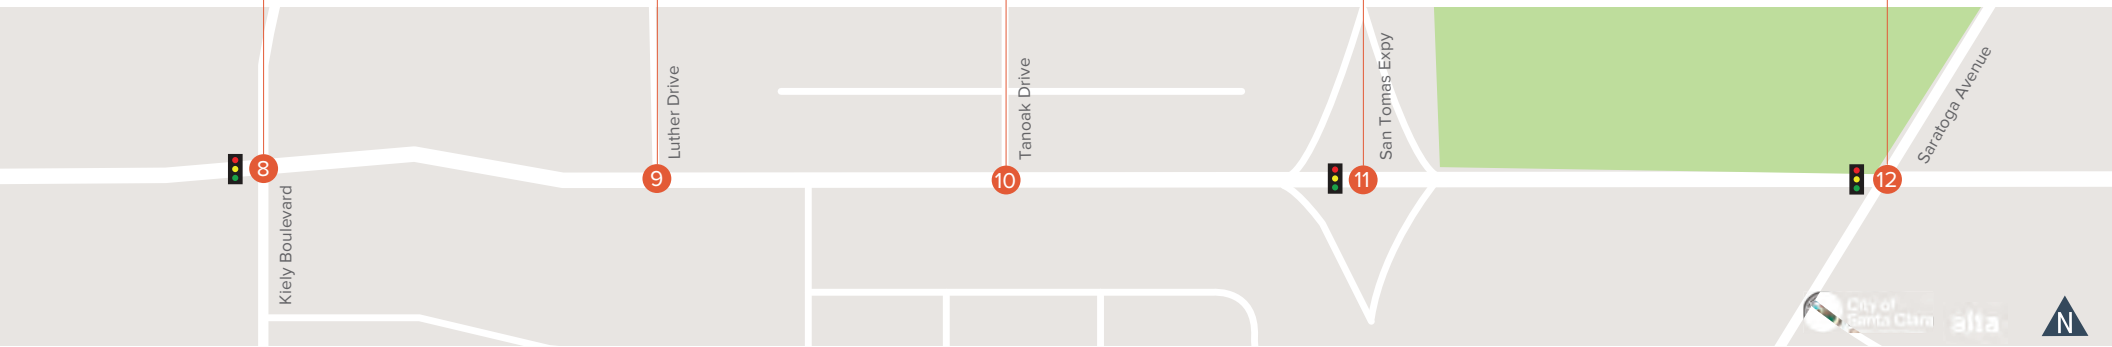 Luther Drive
Tanoak Drive
San Tomas Expy
Saratoga Avenue
8
9
10
11
12
Kiely Boulevard
City of
Santa Clara
alta
N